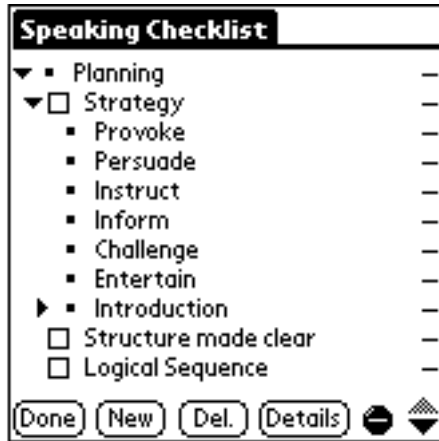 Speaking Checklist
Planning
Strategy
Provoke
Persuade
Instruct
Inform
Challenge
Entertain
Introduction
Structure made clear
Logical Sequence
Done New Del. Details